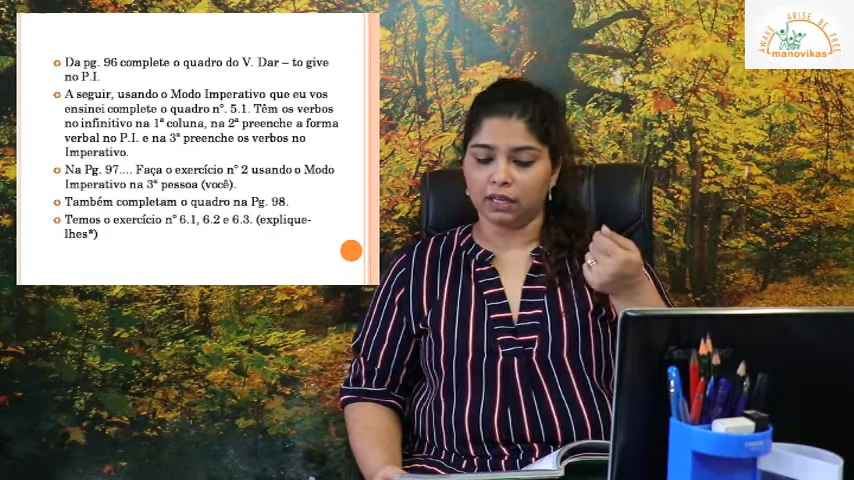 Da pg. 96 complete o quadro do V. Dar – to give
no P.I.
A seguir, usando o Modo Imperativo que eu vos
ensinei complete o quadro nº. 5.1. Têm os verbos
no infinitivo na 1ª coluna, na 2ª preenche a forma
verbal no P.I. e na 3ª preenche os verbos no
Imperativo.
Na Pg. 97.... Faça o exercício nº 2 usando o Modo
Imperativo na 3ª pessoa (você).
Também completam o quadro na Pg. 98.
Temos o exercício nº 6.1, 6.2 e 6.3. (explique-
lhes*)
AWAKE ARISE BE FREE
manovikas